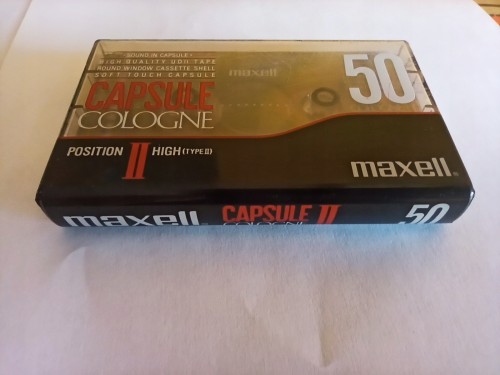 SOUND IN CAPSULE
HIGH QUALITY UDII TAPE
ROUND WINDOW CASSETTE SHELL
SOFT TOUCH CAPSULE
maxell
50
CAPSULE
COLOGNE
POSITION II HIGH (TYPE II)
maxell
maxell CAPSULE II 50
COLOGNE